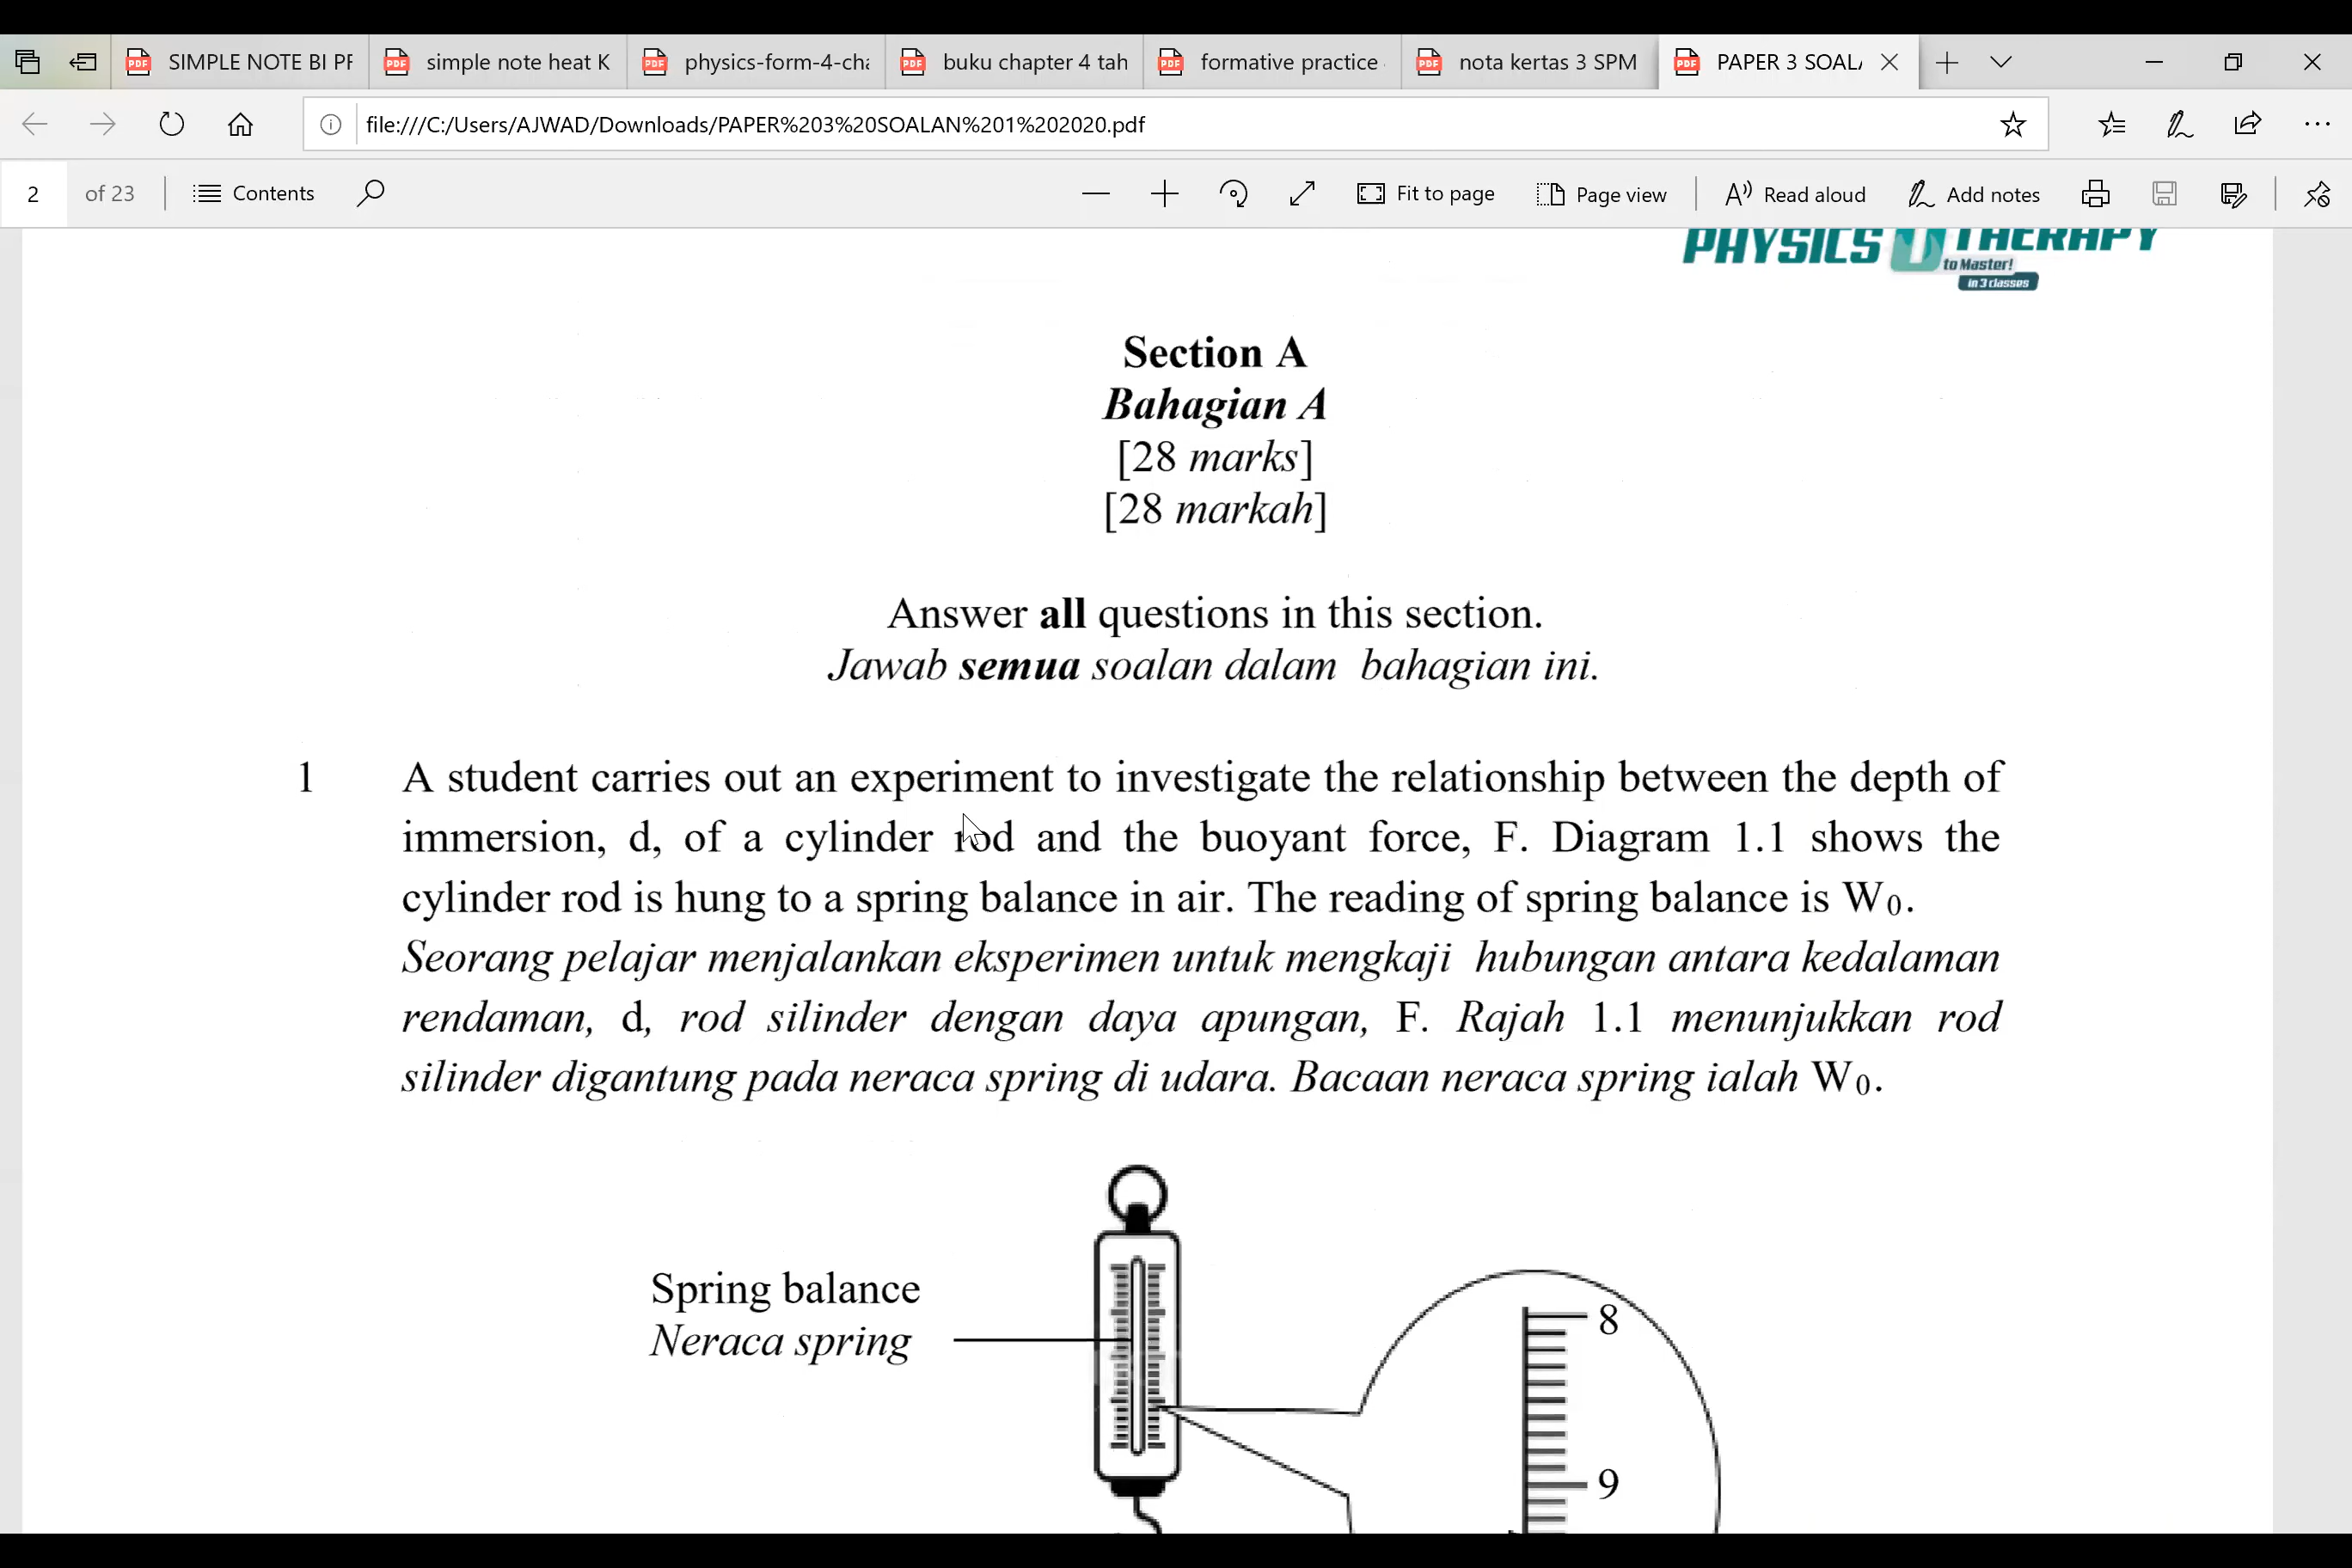 SIMPLE NOTE BI PF
simple note heat K
physics-form-4-cha
buku chapter 4 tah
formative practice
nota kertas 3 SPM
PAPER 3 SOAL
file:///C:/Users/AJWAD/Downloads/PAPER%203%20SOALAN%201%202020.pdf
2 of 23 Contents Fit to page Page view Read aloud Add notes
PHYSICS THERAPY
to Master!
in 3 classes
Section A
Bahagian A
[28 marks]
[28 markah]
Answer all questions in this section.
Jawab semua soalan dalam bahagian ini.
1 A student carries out an experiment to investigate the relationship between the depth of
immersion, d, of a cylinder rod and the buoyant force, F. Diagram 1.1 shows the
cylinder rod is hung to a spring balance in air. The reading of spring balance is W₀.
Seorang pelajar menjalankan eksperimen untuk mengkaji hubungan antara kedalaman
rendaman, d, rod silinder dengan daya apungan, F. Rajah 1.1 menunjukkan rod
silinder digantung pada neraca spring di udara. Bacaan neraca spring ialah W₀.
Spring balance
Neraca spring
8
9